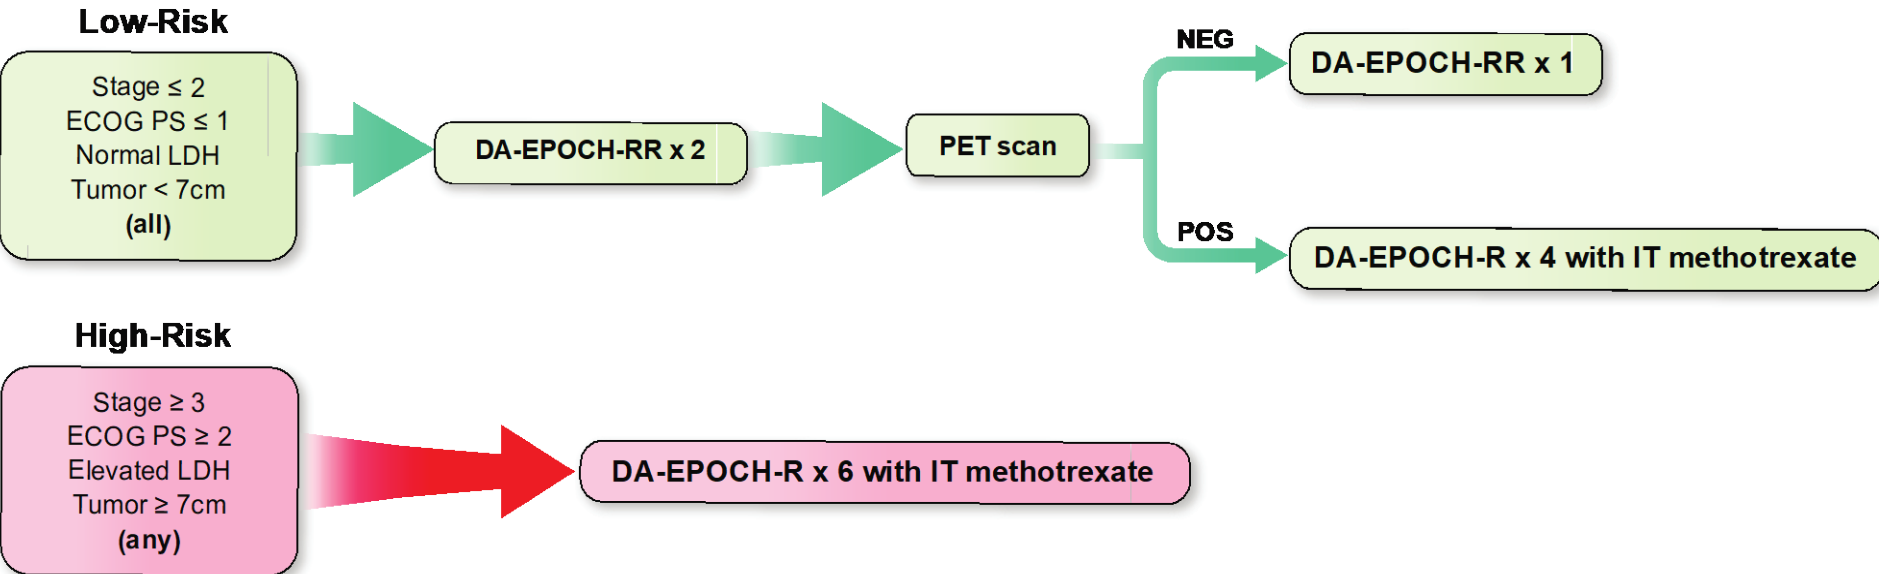 Low-Risk
Stage ≤ 2
ECOG PS ≤ 1
Normal LDH
Tumor < 7cm
(all)
DA-EPOCH-RR x 2
PET scan
NEG
DA-EPOCH-RR x 1
POS
DA-EPOCH-R x 4 with IT methotrexate
High-Risk
Stage ≥ 3
ECOG PS ≥ 2
Elevated LDH
Tumor ≥ 7cm
(any)
DA-EPOCH-R x 6 with IT methotrexate